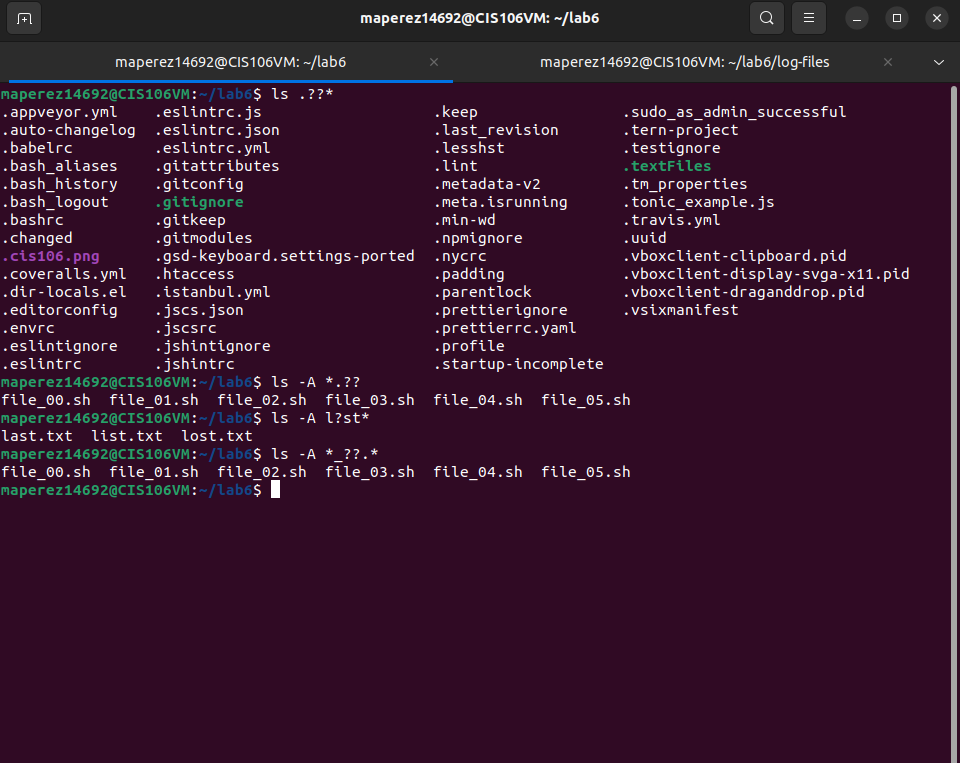 maperez14692@CIS106VM: ~/lab6
maperez14692@CIS106VM: ~/lab6 maperez14692@CIS106VM: ~/lab6/log-files
maperez14692@CIS106VM:~/lab6$ ls .??*
.appveyor.yml .eslintrc.js .keep .sudo_as_admin_successful
.auto-changelog .eslintrc.json .last_revision .tern-project
.babelrc .eslintrc.yml .lesshst .testignore
.bash_aliases .gitattributes .lint .textFiles
.bash_history .gitconfig .metadata-v2 .tm_properties
.bash_logout .gitignore .meta.isrunning .tonic_example.js
.bashrc .gitkeep .min-wd .travis.yml
.changed .gitmodules .npmignore .uuid
.cis106.png .gsd-keyboard.settings-ported .nycrc .vboxclient-clipboard.pid
.coveralls.yml .htaccess .padding .vboxclient-display-svga-x11.pid
.dir-locals.el .istanbul.yml .parentlock .vboxclient-draganddrop.pid
.editorconfig .jscs.json .prettierignore .vsixmanifest
.envrc .jscsrc .prettierrc.yaml
.eslintignore .jshintignore .profile
.eslintrc .jshintrc .startup-incomplete
maperez14692@CIS106VM:~/lab6$ ls -A *.??
file_00.sh file_01.sh file_02.sh file_03.sh file_04.sh file_05.sh
maperez14692@CIS106VM:~/lab6$ ls -A l?st*
last.txt list.txt lost.txt
maperez14692@CIS106VM:~/lab6$ ls -A *_??.*
file_00.sh file_01.sh file_02.sh file_03.sh file_04.sh file_05.sh
maperez14692@CIS106VM:~/lab6$